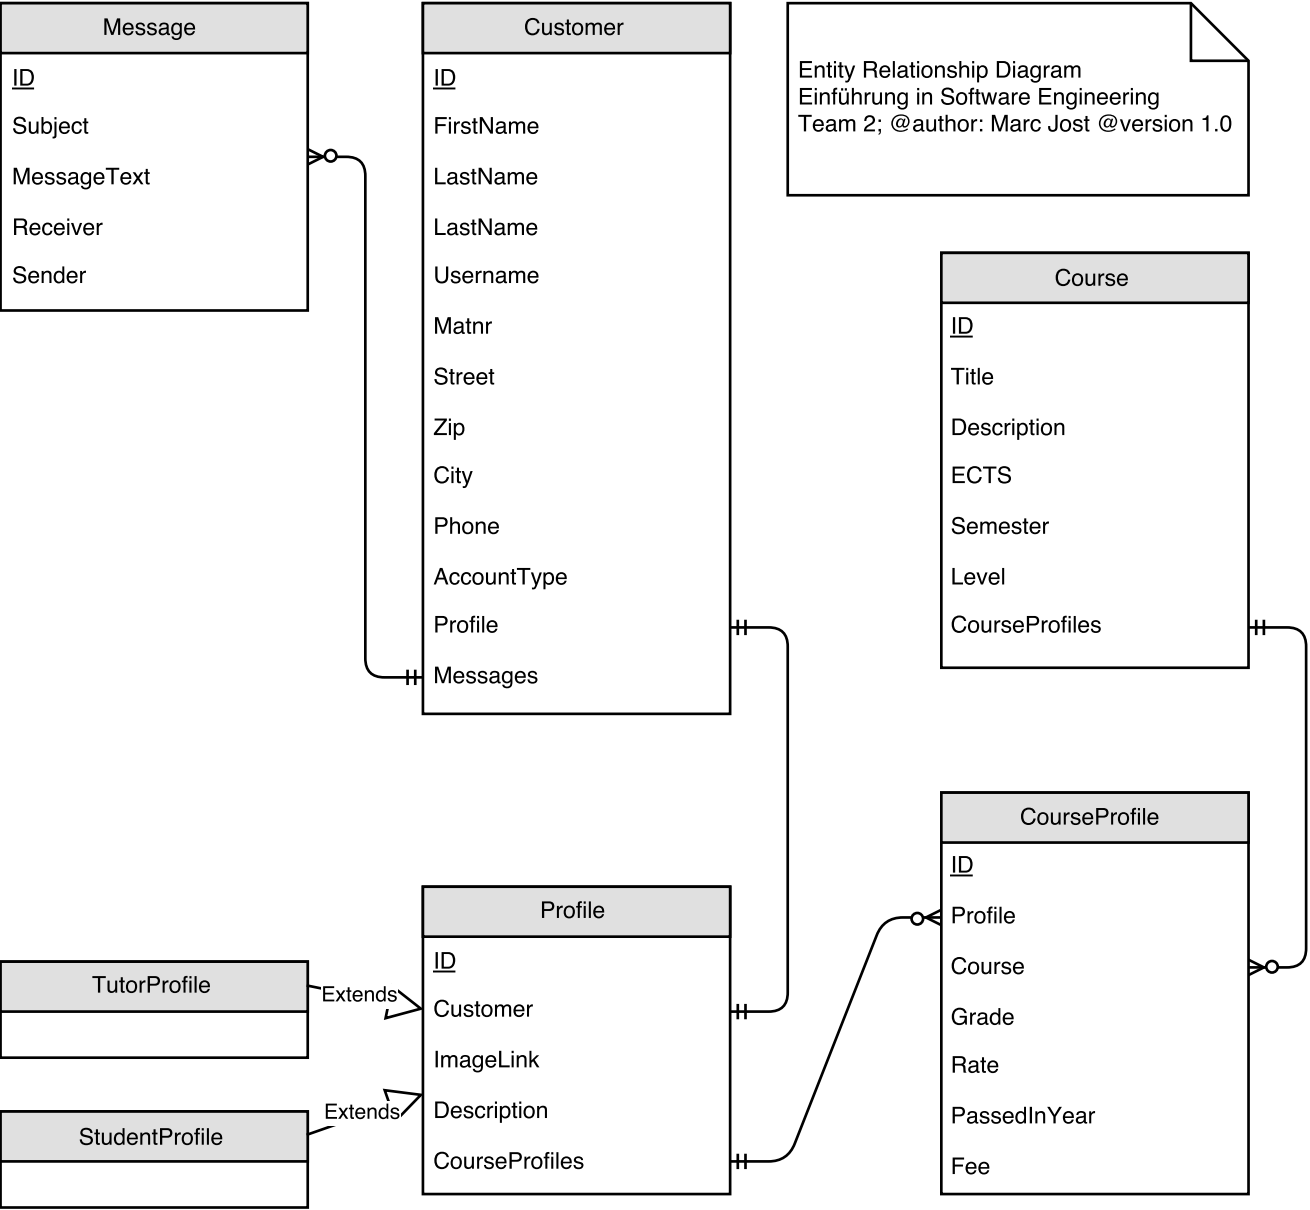 Message
ID
Subject
MessageText
Receiver
Sender
Customer
ID
FirstName
LastName
LastName
Username
Matnr
Street
Zip
City
Phone
AccountType
Profile
Messages
Entity Relationship Diagram
Einführung in Software Engineering
Team 2; @author: Marc Jost @version 1.0
Course
ID
Title
Description
ECTS
Semester
Level
CourseProfiles
TutorProfile
Extends
StudentProfile
Extends
Profile
ID
Customer
ImageLink
Description
CourseProfiles
CourseProfile
ID
Profile
Course
Grade
Rate
PassedInYear
Fee